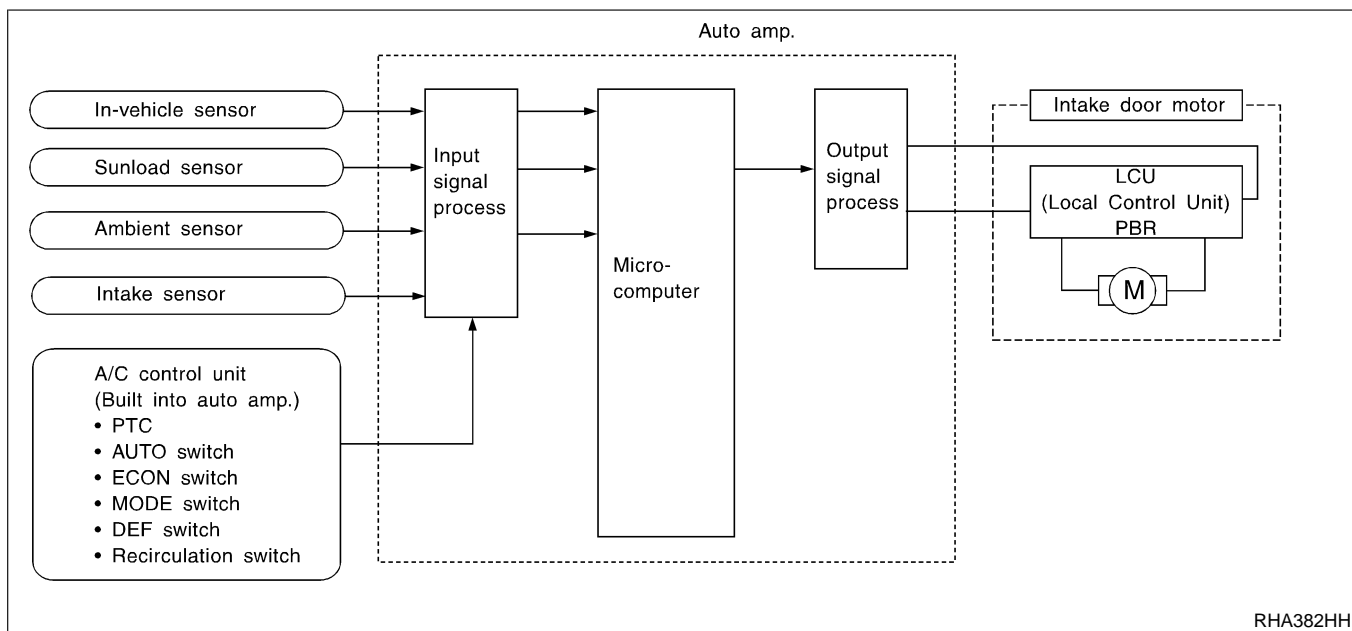 Auto amp.
In-vehicle sensor
Sunload sensor
Ambient sensor
Intake sensor
A/C control unit
(Built into auto amp.)
• PTC
• AUTO switch
• ECON switch
• MODE switch
• DEF switch
• Recirculation switch
Input
signal
process
Micro-
computer
Output
signal
process
Intake door motor
LCU
(Local Control Unit)
PBR
M
RHA382HH